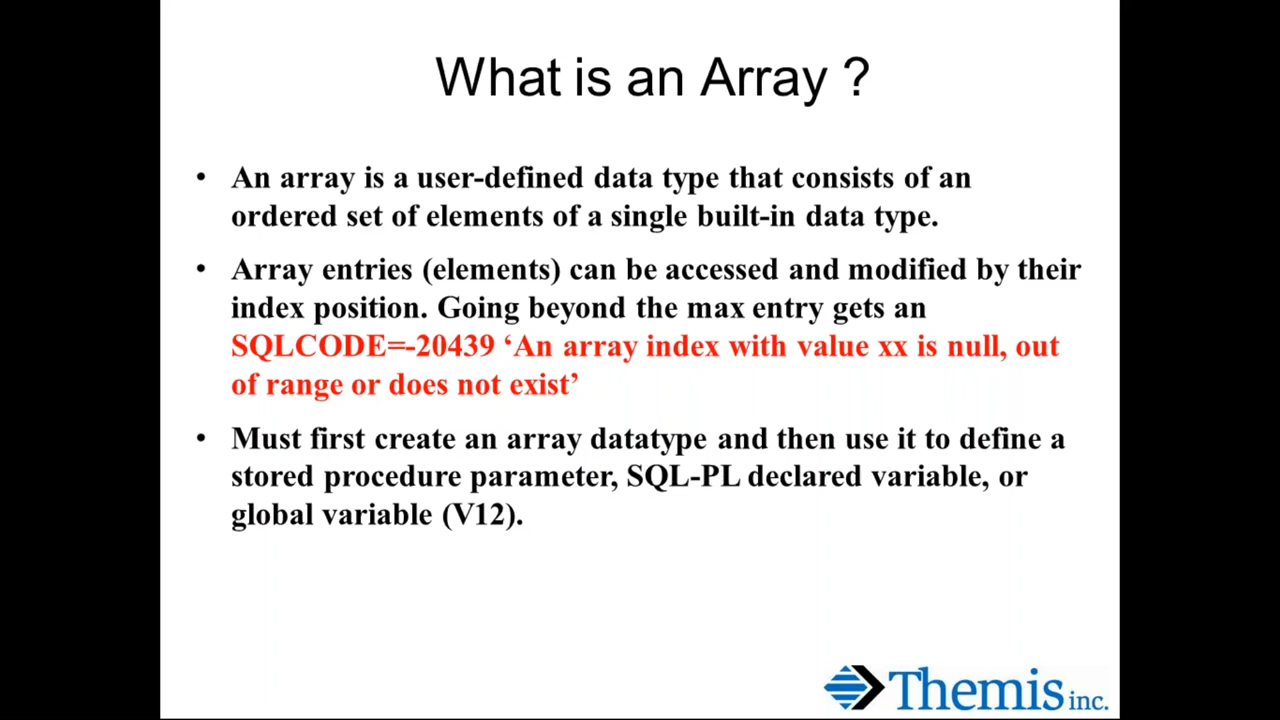 What is an Array ?
• An array is a user-defined data type that consists of an
ordered set of elements of a single built-in data type.
• Array entries (elements) can be accessed and modified by their
index position. Going beyond the max entry gets an
SQLCODE=-20439 ‘An array index with value xx is null, out
of range or does not exist’
• Must first create an array datatype and then use it to define a
stored procedure parameter, SQL-PL declared variable, or
global variable (V12).
Themis inc.